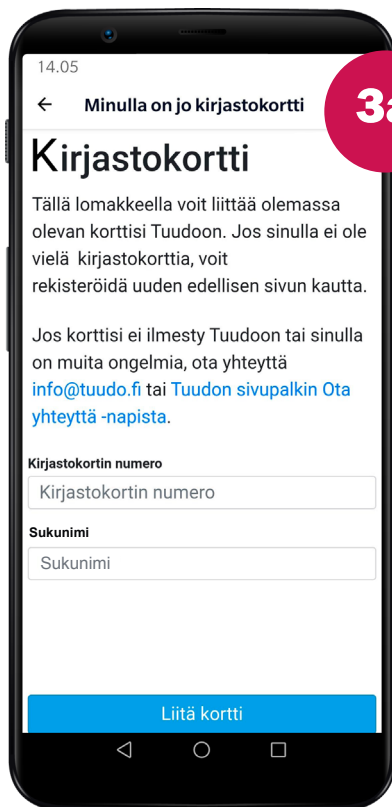 14.05
← Minulla on jo kirjastokortti
3a
Kirjastokortti
Tällä lomakkeella voit liittää olemassa
olevan korttisi Tuudoon. Jos sinulla ei ole
vielä kirjastokorttia, voit
rekisteröidä uuden edellisen sivun kautta.
Jos korttisi ei ilmesty Tuudoon tai sinulla
on muita ongelmia, ota yhteyttä
info@tuudo.fi tai Tuudon sivupalkin Ota
yhteyttä -napista.
Kirjastokortin numero
Kirjastokortin numero
Sukunimi
Sukunimi
Liitä kortti